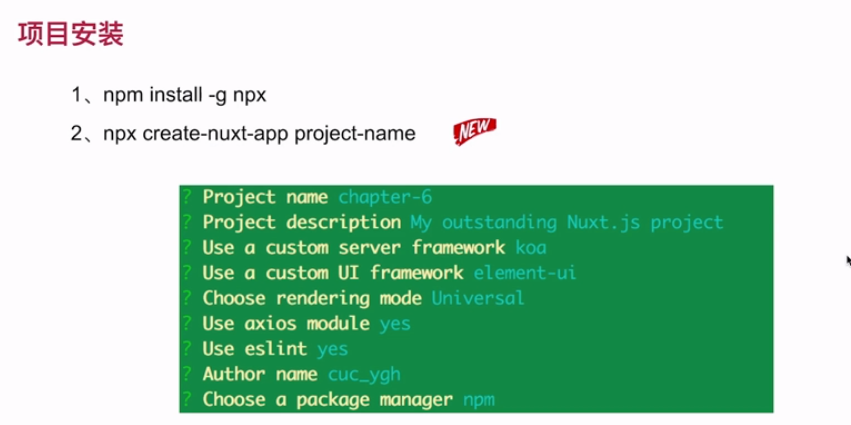 项目安装
1、npm install -g npx
2、npx create-nuxt-app project-name NEW
? Project name chapter-6
? Project description My outstanding Nuxt.js project
? Use a custom server framework koa
? Use a custom UI framework element-ui
? Choose rendering mode Universal
? Use axios module yes
? Use eslint yes
? Author name cuc_ygh
? Choose a package manager npm